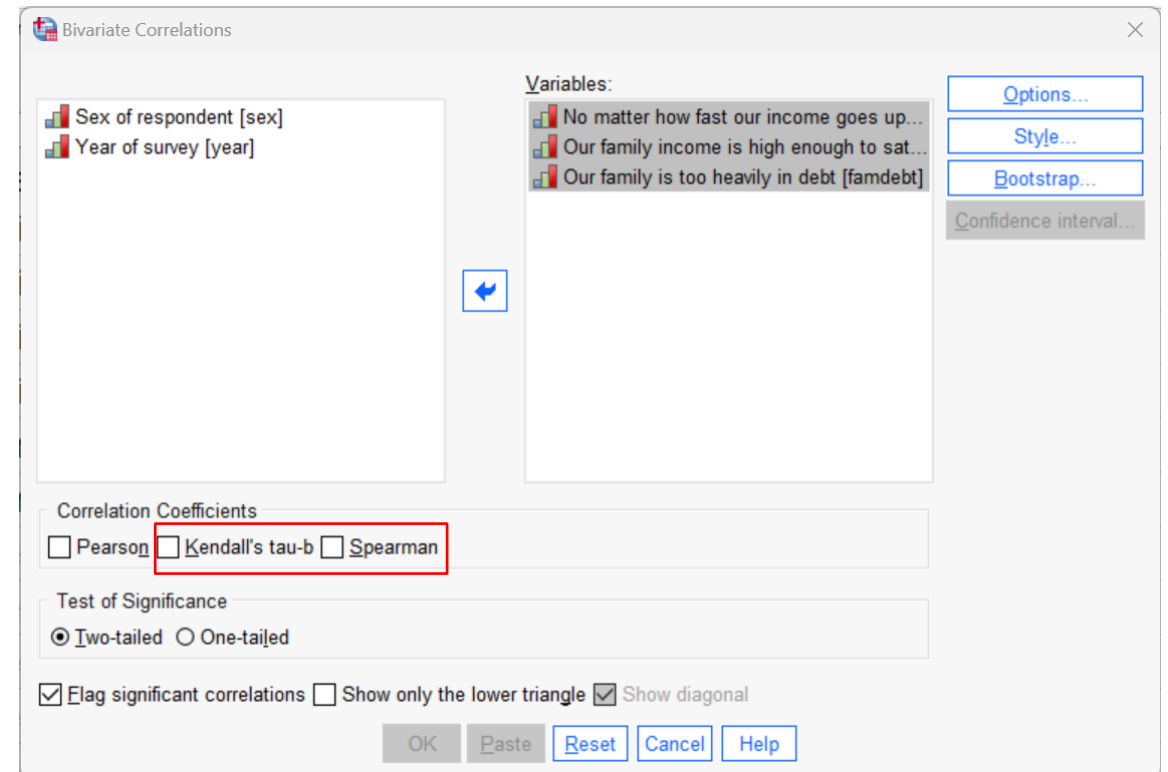 Bivariate Correlations
Variables:
Sex of respondent [sex]
Year of survey [year]
No matter how fast our income goes up...
Our family income is high enough to sat...
Our family is too heavily in debt [famdebt]
Options...
Style...
Bootstrap...
Confidence interval...
Correlation Coefficients
Pearson Kendall's tau-b Spearman
Test of Significance
Two-tailed One-tailed
Flag significant correlations Show only the lower triangle Show diagonal
OK Paste Reset Cancel Help